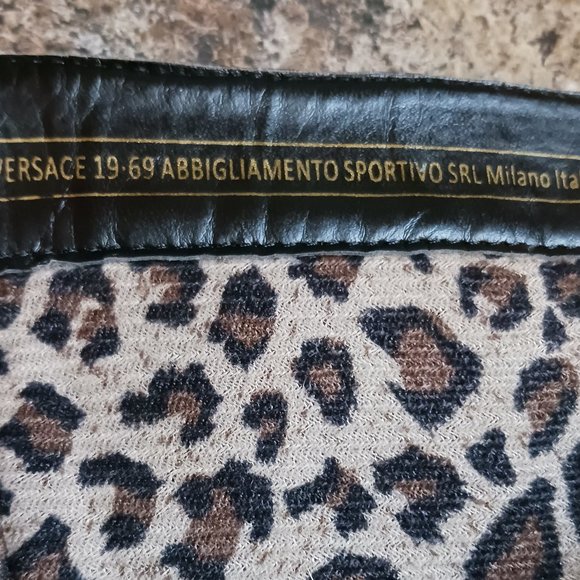 VERSACE 19·69 ABBIGLIAMENTO SPORTIVO SRL Milano Ita